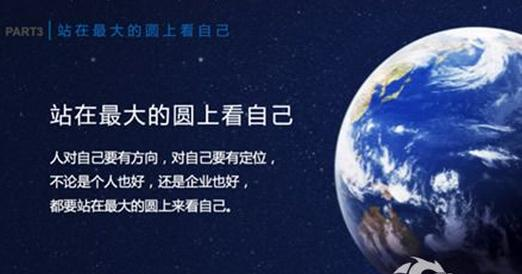 PART3 站在最大的圆上看自己
站在最大的圆上看自己
人对自己要有方向，对自己要有定位，
不论是个人也好，还是企业也好，
都要站在最大的圆上来看自己。